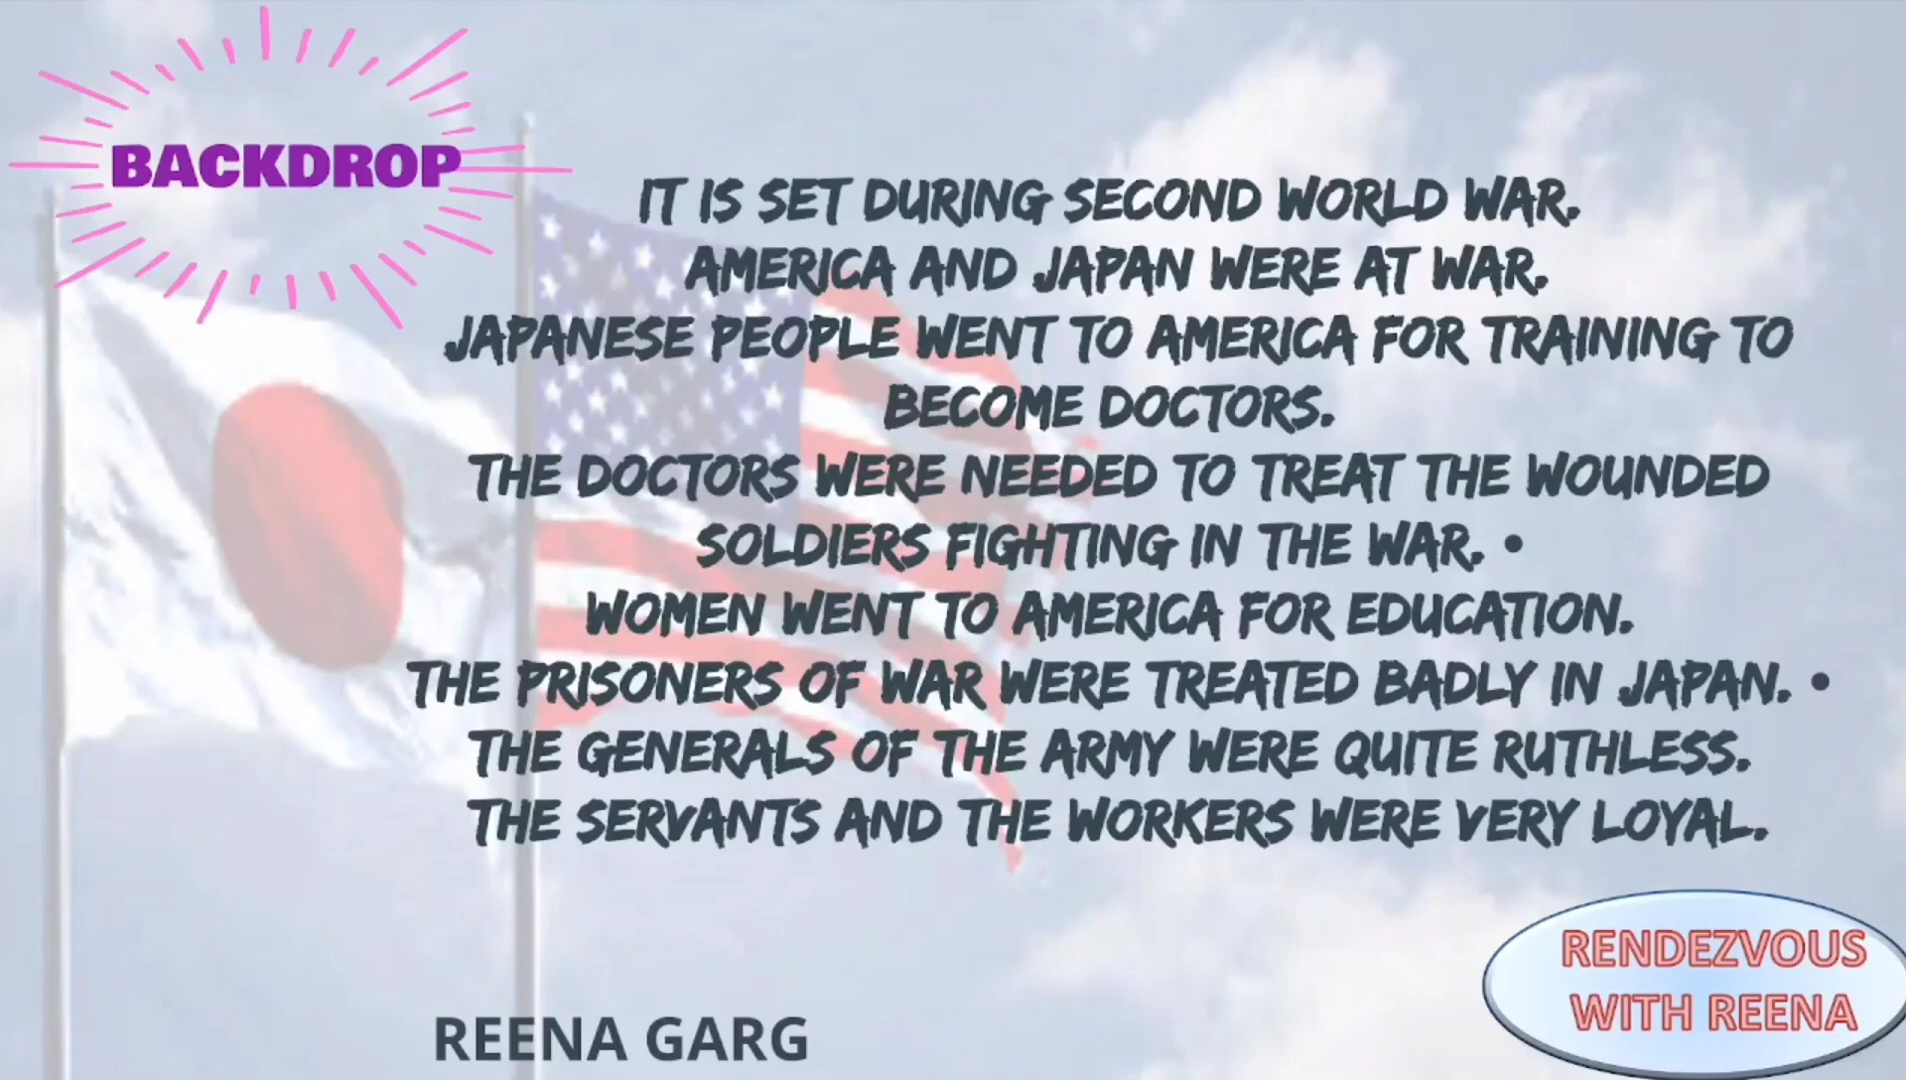 BACKDROP
IT IS SET DURING SECOND WORLD WAR.
AMERICA AND JAPAN WERE AT WAR.
JAPANESE PEOPLE WENT TO AMERICA FOR TRAINING TO
BECOME DOCTORS.
THE DOCTORS WERE NEEDED TO TREAT THE WOUNDED
SOLDIERS FIGHTING IN THE WAR. •
WOMEN WENT TO AMERICA FOR EDUCATION.
THE PRISONERS OF WAR WERE TREATED BADLY IN JAPAN. •
THE GENERALS OF THE ARMY WERE QUITE RUTHLESS.
THE SERVANTS AND THE WORKERS WERE VERY LOYAL.
RENDEZVOUS
WITH REENA
REENA GARG